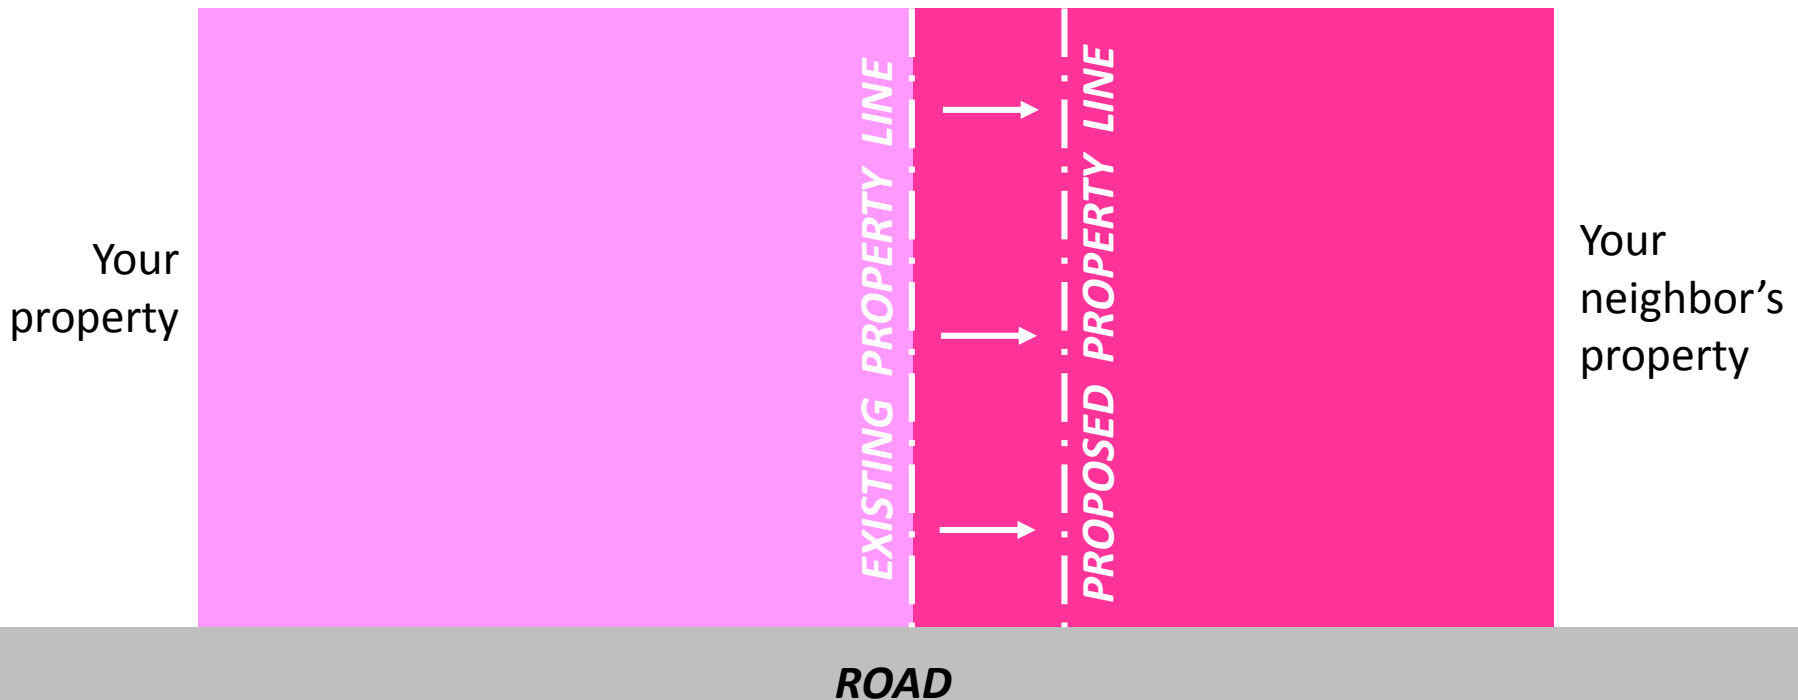 Your
property
EXISTING PROPERTY LINE
PROPOSED PROPERTY LINE
Your
neighbor’s
property
ROAD